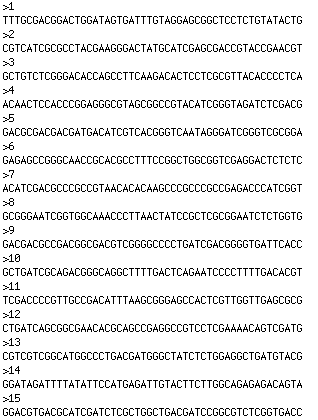 >1
TTTGCGACGGACTGGATAGTGATTTGTAGGAGCGGCTCCTCTGTATACTG
>2
CGTCATCGCGCCTACGAAGGGACTATGCATCGAGCGACCGTACCGAACGT
>3
GCTGTCTCGGGACACCAGCCTTCAAGACACTCCTCGCGTTACACCCCTCA
>4
ACAACTCCACCCGGAGGGCGTAGCGGCCGTACATCGGGTAGATCTCGACG
>5
GACGCGACGACGATGACATCGTCACGGGTCAATAGGGATCGGGTCGCGGA
>6
GAGAGCCGGGCAACCGCACGCCTTTCCGGCTGGCGGTCGAGGACTCTCTC
>7
ACATCGACGCCCGCCGTAACACACAAGCCCGCCCGCCGAGACCCATCGGT
>8
GCGGGAATCGGTGGCAAACCCTTAACTATCCGCTCGCGGAATCTCTGGTG
>9
GACGACGCCGACGGCGACGTCGGGGCCCCTGATCGACGGGGTGATTCACC
>10
GCTGATCGCAGACGGGCAGGCTTTTGACTCAGAATCCCCTTTTGACACGT
>11
TCGACCCCGTTGCCGACATTTAAGCGGGAGCCACTCGTTGGTTGAGCGCG
>12
CTGATCAGCGGCGAACACGCAGCCGAGGCCGTCCTCGAAAACAGTCGATG
>13
CGTCGTCGGCATGGCCCTGACGATGGGCTATCTCTGGAGGCTGATGTACG
>14
GGATAGATTTTATATTCCATGAGATTGTACTTCTTGGCAGAGAGACAGTA
>15
GGACGTGACGCATCGATCTCGCTGGCTGACGATCCGGCGTCTCGGTGACC